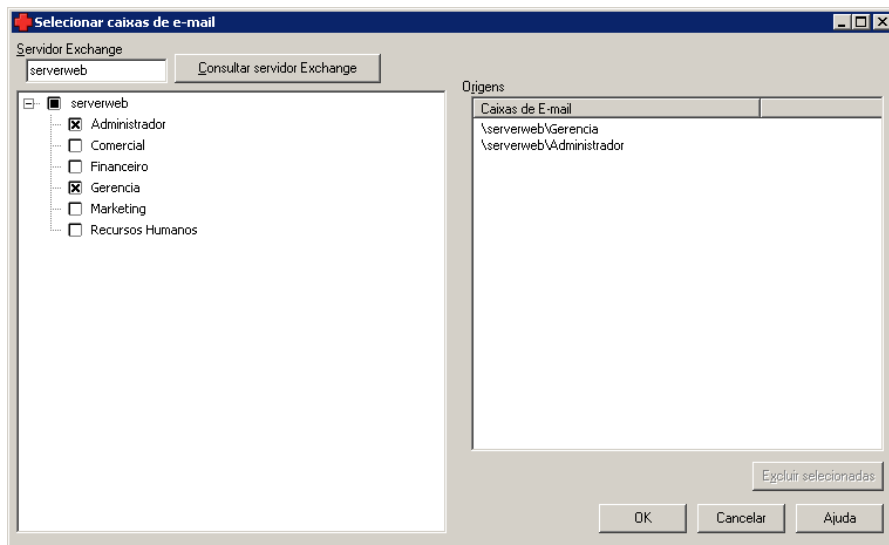 Selecionar caixas de e-mail
Servidor Exchange
serverweb
Consultar servidor Exchange
serverweb
Administrador
Comercial
Financeiro
Gerencia
Marketing
Recursos Humanos
Origens
Caixas de E-mail
\serverweb\Gerencia
\serverweb\Administrador
Excluir selecionadas
OK Cancelar Ajuda